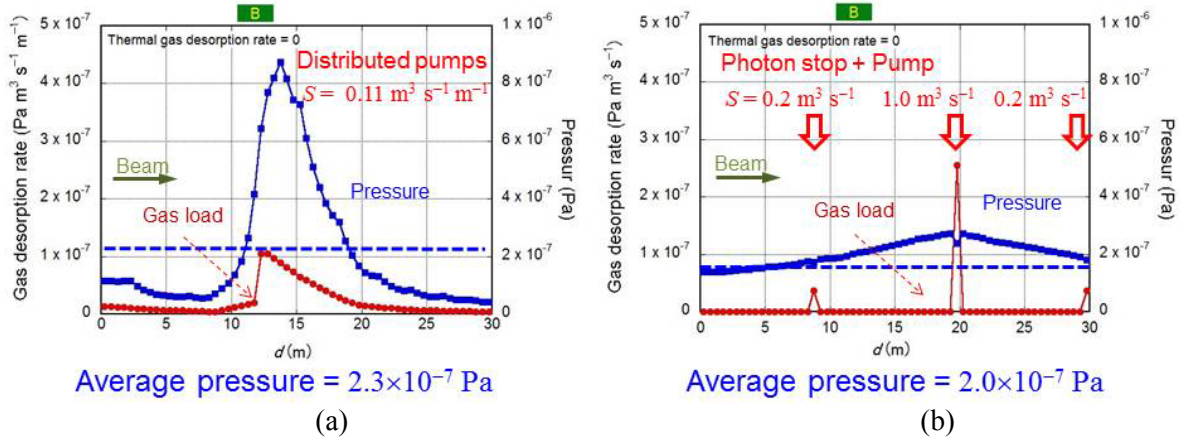 B
Gas desorption rate (Pa m³ s⁻¹ m⁻¹)
5 x 10⁻⁷
4 x 10⁻⁷
3 x 10⁻⁷
2 x 10⁻⁷
1 x 10⁻⁷
0
Thermal gas desorption rate = 0
Distributed pumps
S = 0.11 m³ s⁻¹ m⁻¹
Beam
Pressure
Gas load
1 x 10⁻⁶
8 x 10⁻⁷
6 x 10⁻⁷
4 x 10⁻⁷
2 x 10⁻⁷
0
Pressur (Pa)
0 5 10 15 20 25 30
d (m)
Average pressure = 2.3×10⁻⁷ Pa
(a)
B
Gas desorption rate (Pa m³ s⁻¹)
5 x 10⁻⁷
4 x 10⁻⁷
3 x 10⁻⁷
2 x 10⁻⁷
1 x 10⁻⁷
0
Thermal gas desorption rate = 0
Photon stop + Pump
S = 0.2 m³ s⁻¹ 1.0 m³ s⁻¹ 0.2 m³ s⁻¹
Beam
Gas load
Pressure
1 x 10⁻⁶
8 x 10⁻⁷
6 x 10⁻⁷
4 x 10⁻⁷
2 x 10⁻⁷
0
Pressur (Pa)
0 5 10 15 20 25 30
d (m)
Average pressure = 2.0×10⁻⁷ Pa
(b)